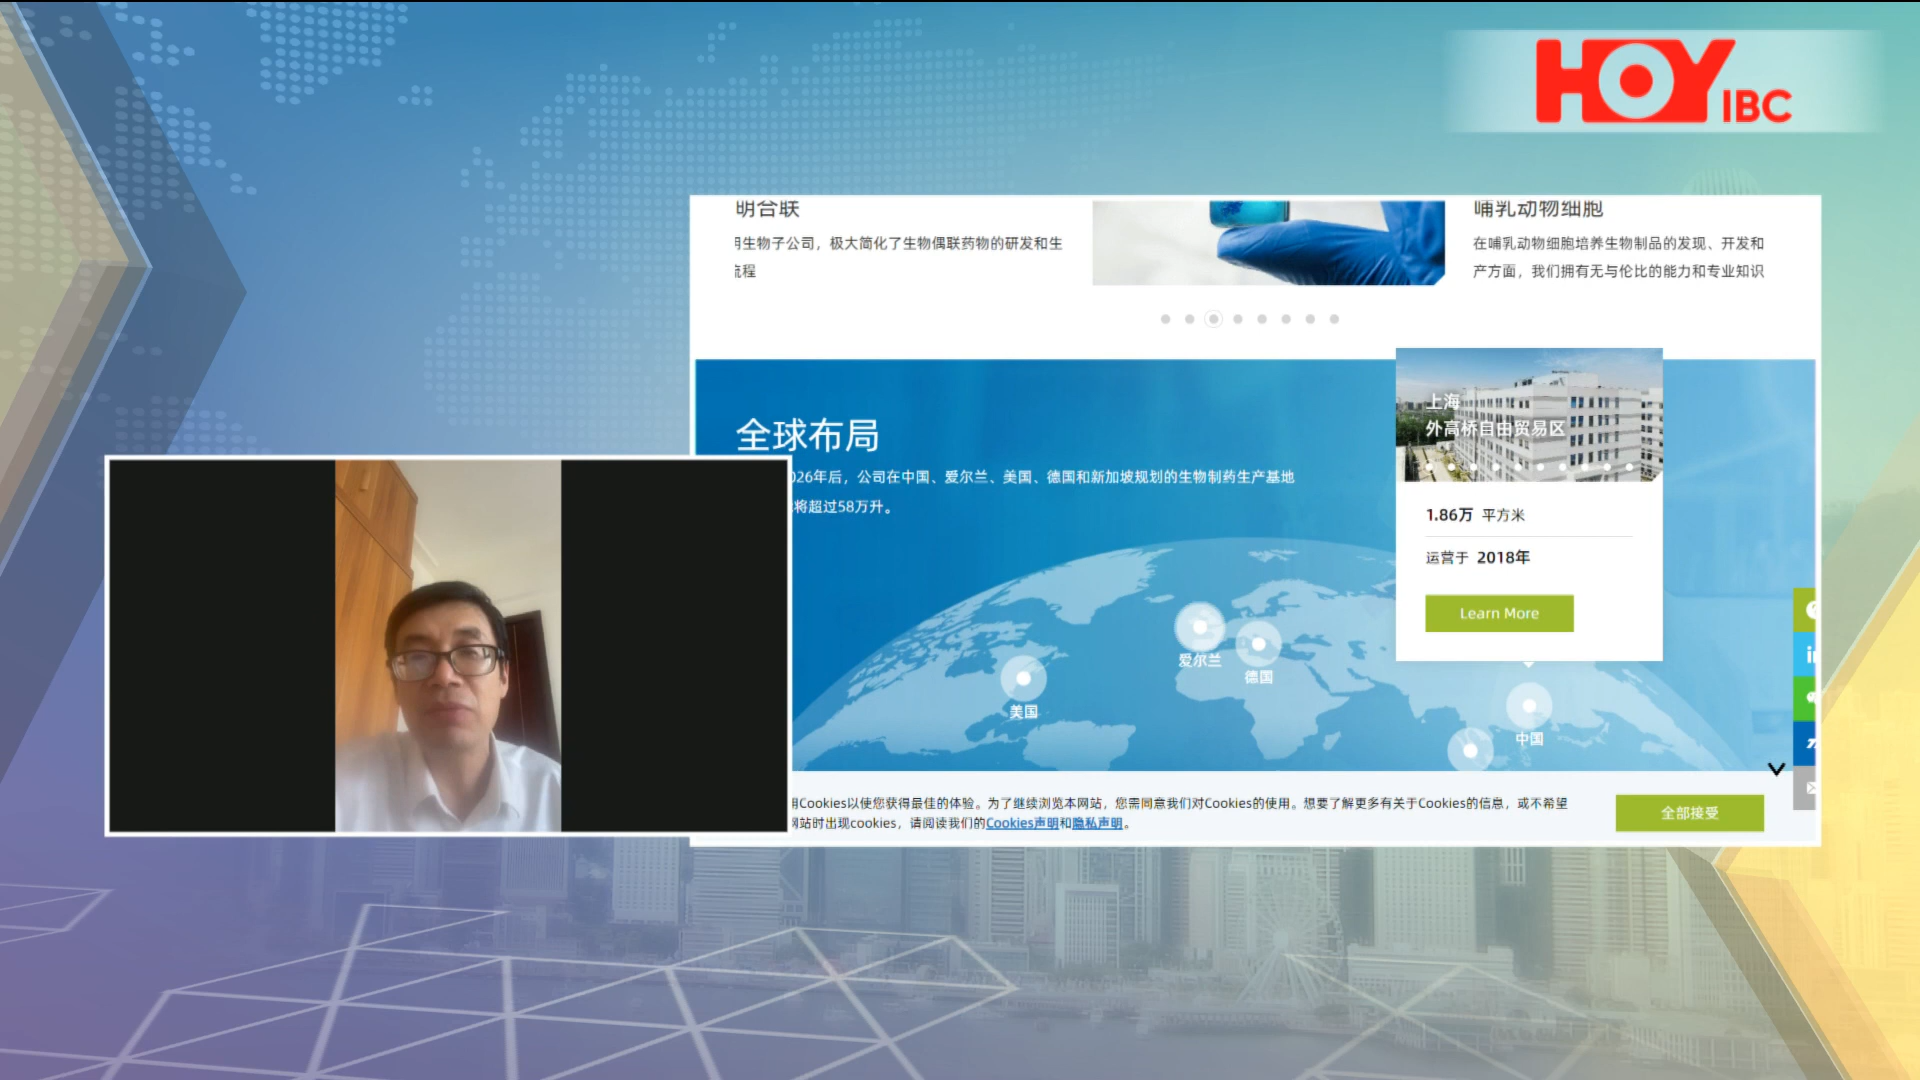 HOY IBC
明合联
生物子公司，极大简化了生物偶联药物的研发和生
流程
哺乳动物细胞
在哺乳动物细胞培养生物制品的发现、开发和
产方面，我们拥有无与伦比的能力和专业知识
全球布局
026年后，公司在中国、爱尔兰、美国、德国和新加坡规划的生物制药生产基地
将超过58万升。
上海
外高桥自由贸易区
1.86万 平方米
运营于 2018年
Learn More
爱尔兰
德国
美国
中国
用Cookies以使您获得最佳的体验。为了继续浏览本网站，您需同意我们对Cookies的使用。想要了解更多有关于Cookies的信息，或不希望
网站时出现cookies，请阅读我们的Cookies声明和隐私声明。
全部接受